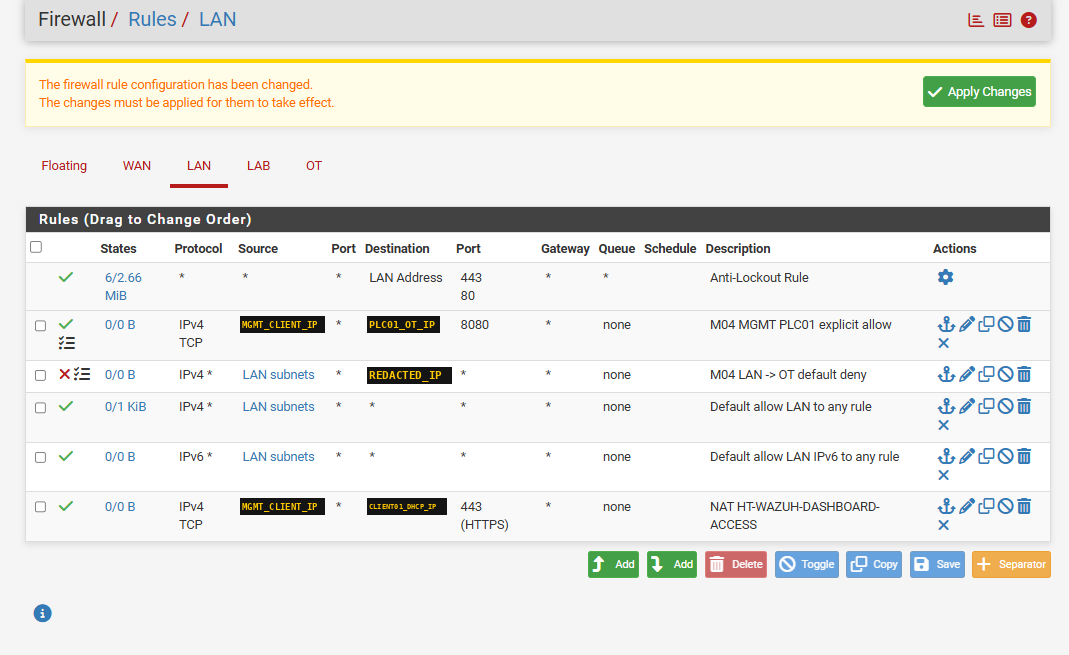 Firewall / Rules / LAN
The firewall rule configuration has been changed.
The changes must be applied for them to take effect.
Apply Changes
Floating WAN LAN LAB OT
Rules (Drag to Change Order)
States Protocol Source Port Destination Port Gateway Queue Schedule Description Actions
6/2.66 * * * LAN Address 443 * * Anti-Lockout Rule
MiB 80
0/0 B IPv4 MGMT_CLIENT_IP * PLC01_OT_IP 8080 * none M04 MGMT PLC01 explicit allow
TCP
0/0 B IPv4 * LAN subnets * REDACTED_IP * * none M04 LAN -> OT default deny
0/1 KiB IPv4 * LAN subnets * * * * none Default allow LAN to any rule
0/0 B IPv6 * LAN subnets * * * * none Default allow LAN IPv6 to any rule
0/0 B IPv4 MGMT_CLIENT_IP * CLIENT01_DHCP_IP 443 * none NAT HT-WAZUH-DASHBOARD-
TCP (HTTPS) ACCESS
Add Add Delete Toggle Copy Save Separator